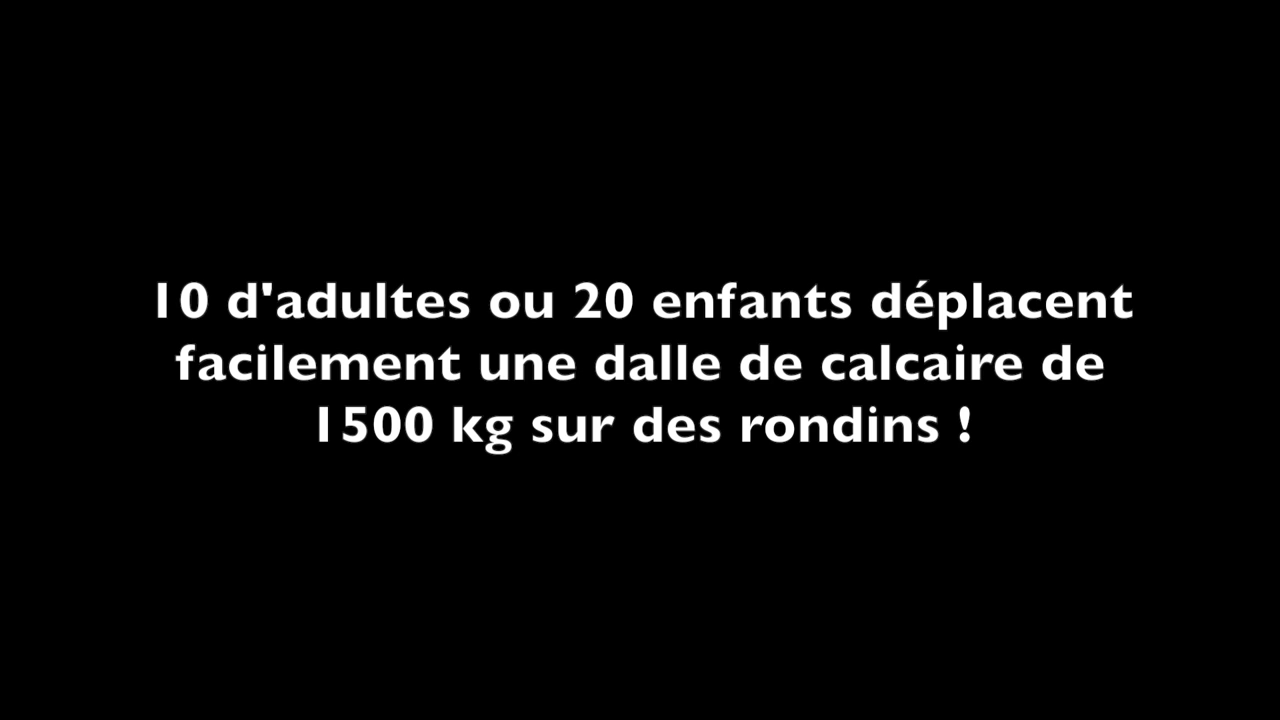 10 d'adultes ou 20 enfants déplacent
facilement une dalle de calcaire de
1500 kg sur des rondins !